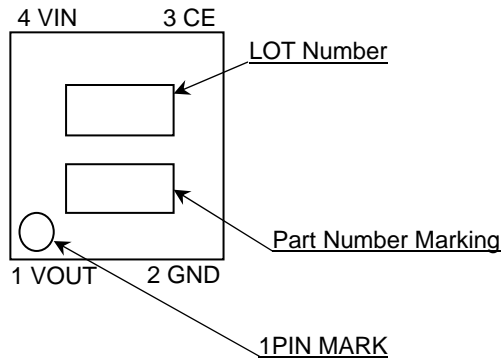 4 VIN 3 CE
LOT Number
Part Number Marking
1 VOUT 2 GND
1PIN MARK